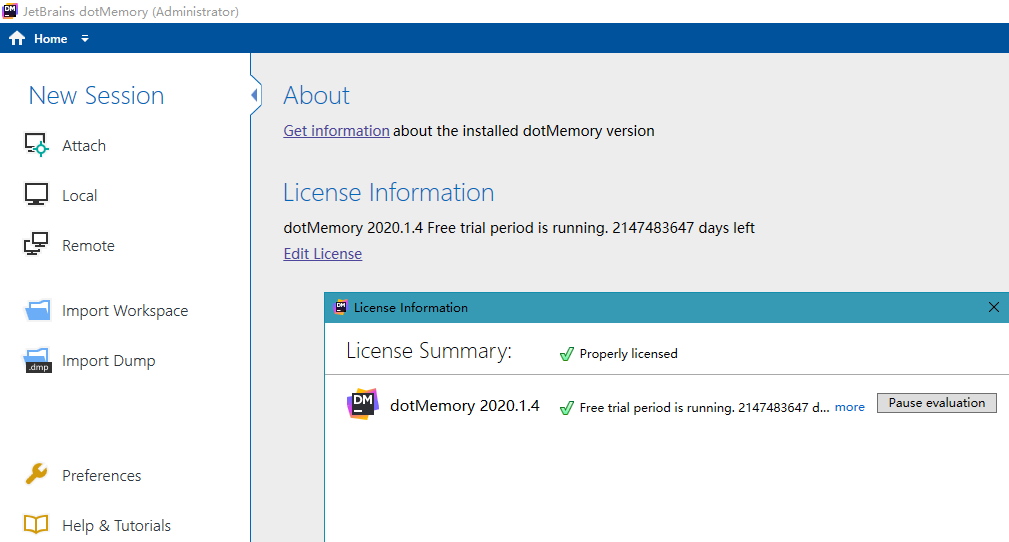 JetBrains dotMemory (Administrator)
Home
New Session
Attach
Local
Remote
Import Workspace
.dmp
Import Dump
Preferences
Help & Tutorials
About
Get information about the installed dotMemory version
License Information
dotMemory 2020.1.4 Free trial period is running. 2147483647 days left
Edit License
DM License Information
License Summary:
Properly licensed
DM
dotMemory 2020.1.4
Free trial period is running. 2147483647 d... more
Pause evaluation